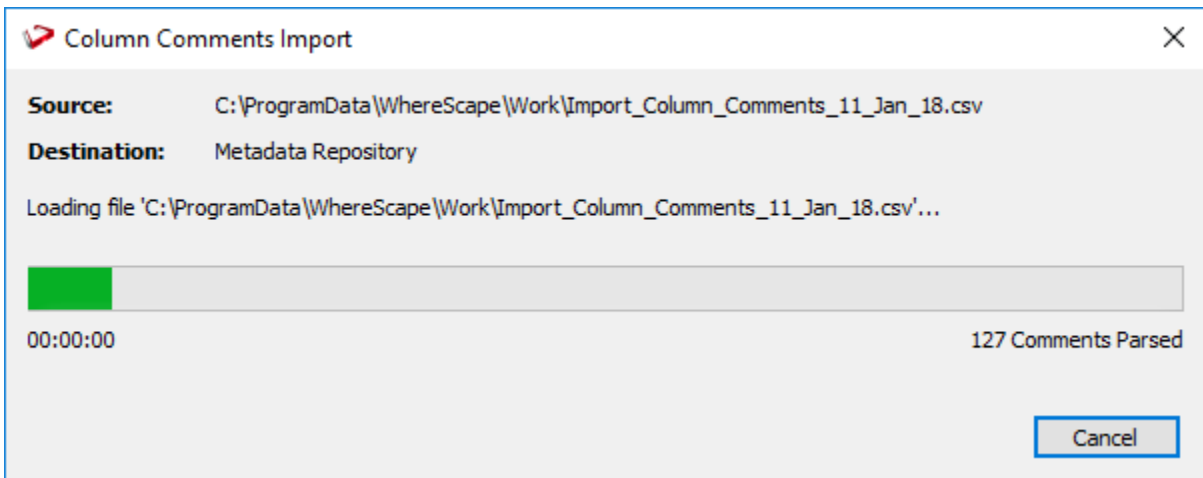 Column Comments Import
Source: C:\ProgramData\WhereScape\Work\Import_Column_Comments_11_Jan_18.csv
Destination: Metadata Repository
Loading file 'C:\ProgramData\WhereScape\Work\Import_Column_Comments_11_Jan_18.csv'...
00:00:00 127 Comments Parsed
Cancel